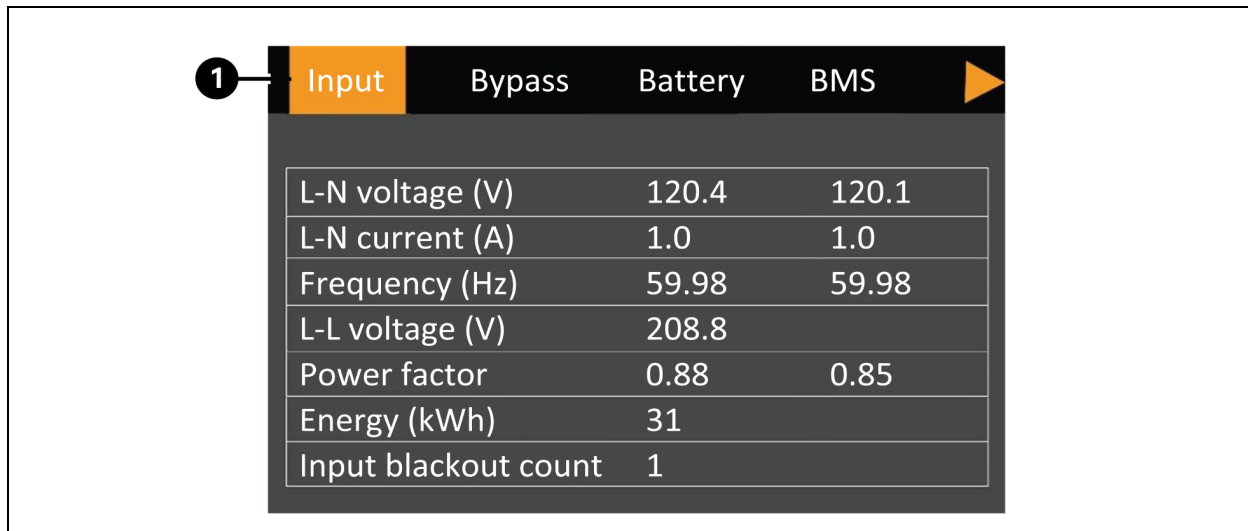 1 Input Bypass Battery BMS
L-N voltage (V) 120.4 120.1
L-N current (A) 1.0 1.0
Frequency (Hz) 59.98 59.98
L-L voltage (V) 208.8
Power factor 0.88 0.85
Energy (kWh) 31
Input blackout count 1